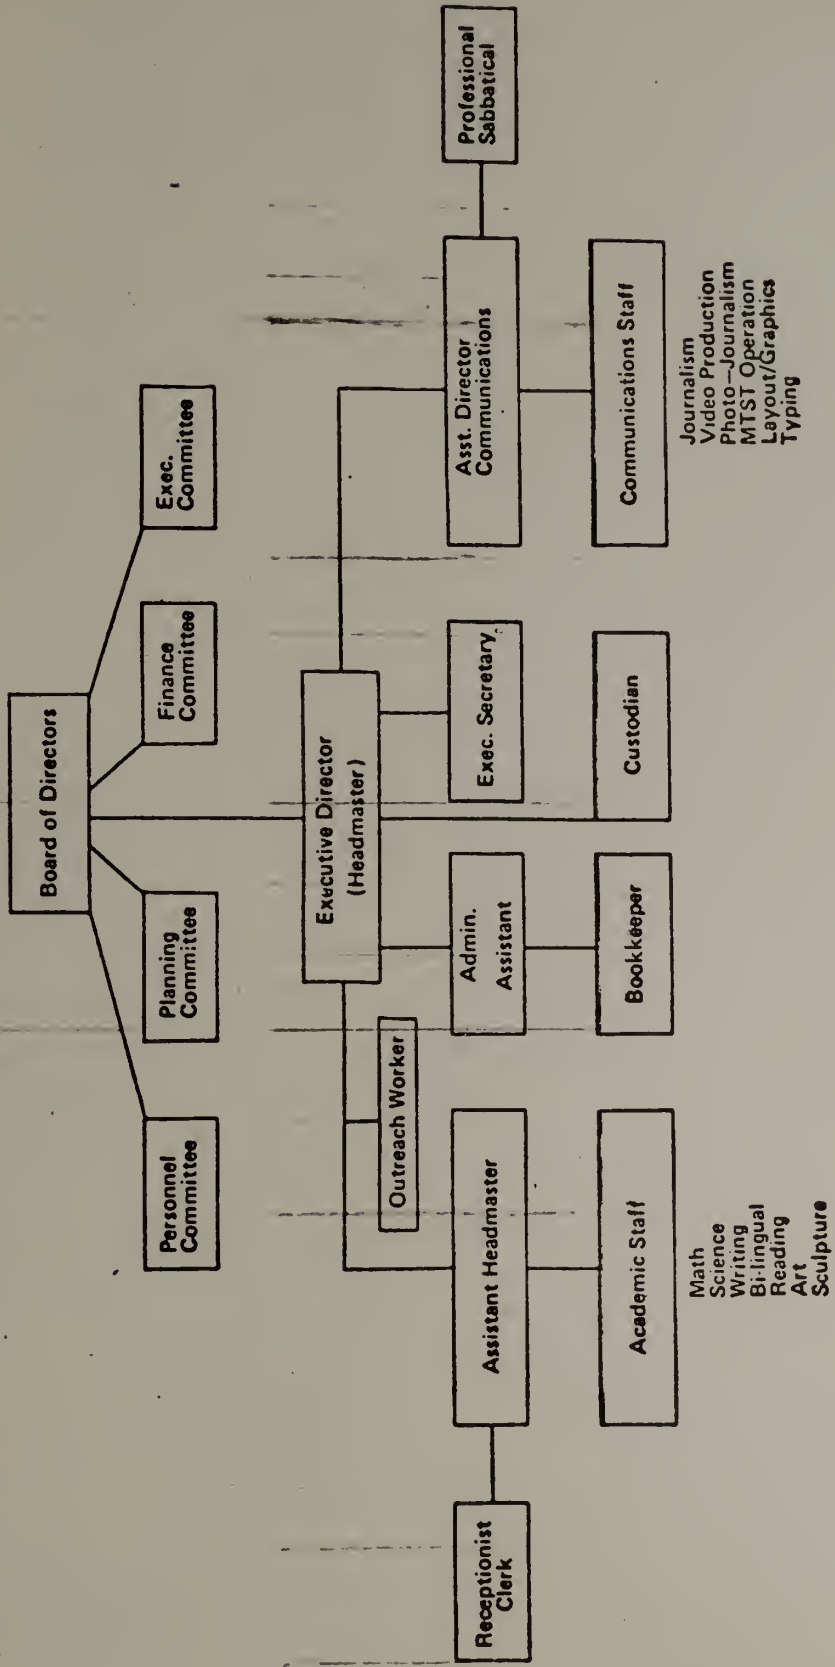 Board of Directors
Personnel
Committee
Planning
Committee
Finance
Committee
Exec.
Committee
Executive Director
(Headmaster)
Outreach Worker
Receptionist
Clerk
Assistant Headmaster
Admin.
Assistant
Exec. Secretary
Asst. Director
Communications
Professional
Sabbatical
Academic Staff
Bookkeeper
Custodian
Communications Staff
Math
Science
Writing
Bi-lingual
Reading
Art
Sculpture
Journalism
Video Production
Photo—Journalism
MTST Operation
Layout/Graphics
Typing